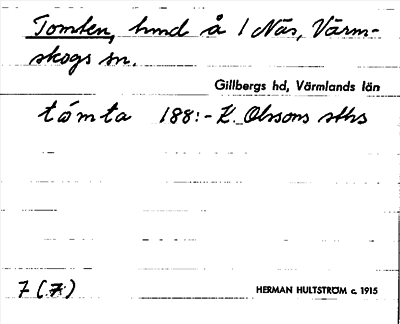 Tomten, hmd å 1 Näs, Värm-
skogs sn.
Gillbergs hd, Värmlands län
tómta 188:- K. Olssons sths
7 (7)
HERMAN HULTSTRÖM c. 1915